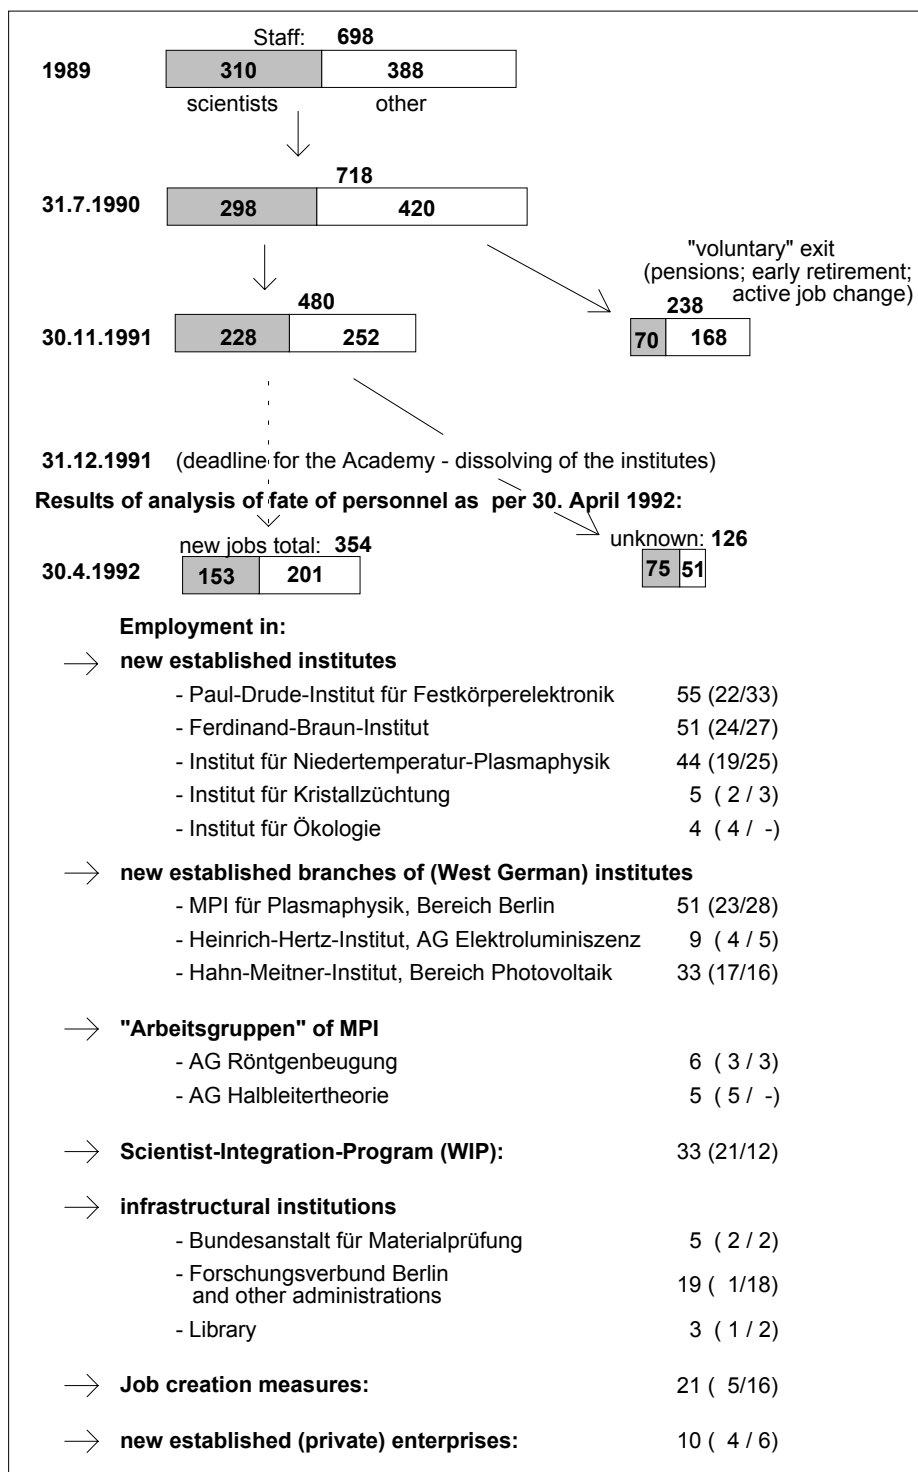 Staff: 698
1989 310 388
scientists other
718
31.7.1990 298 420
"voluntary" exit
(pensions; early retirement;
active job change)
480 238
30.11.1991 228 252 70 168
31.12.1991 (deadline for the Academy - dissolving of the institutes)
Results of analysis of fate of personnel as per 30. April 1992:
new jobs total: 354 unknown: 126
30.4.1992 153 201 75 51
Employment in:
new established institutes
- Paul-Drude-Institut für Festkörperelektronik 55 (22/33)
- Ferdinand-Braun-Institut 51 (24/27)
- Institut für Niedertemperatur-Plasmaphysik 44 (19/25)
- Institut für Kristallzüchtung 5 ( 2 / 3)
- Institut für Ökologie 4 ( 4 / -)
new established branches of (West German) institutes
- MPI für Plasmaphysik, Bereich Berlin 51 (23/28)
- Heinrich-Hertz-Institut, AG Elektroluminiszenz 9 ( 4 / 5)
- Hahn-Meitner-Institut, Bereich Photovoltaik 33 (17/16)
"Arbeitsgruppen" of MPI
- AG Röntgenbeugung 6 ( 3 / 3)
- AG Halbleitertheorie 5 ( 5 / -)
Scientist-Integration-Program (WIP): 33 (21/12)
infrastructural institutions
- Bundesanstalt für Materialprüfung 5 ( 2 / 2)
- Forschungsverbund Berlin
and other administrations 19 ( 1/18)
- Library 3 ( 1 / 2)
Job creation measures: 21 ( 5/16)
new established (private) enterprises: 10 ( 4 / 6)